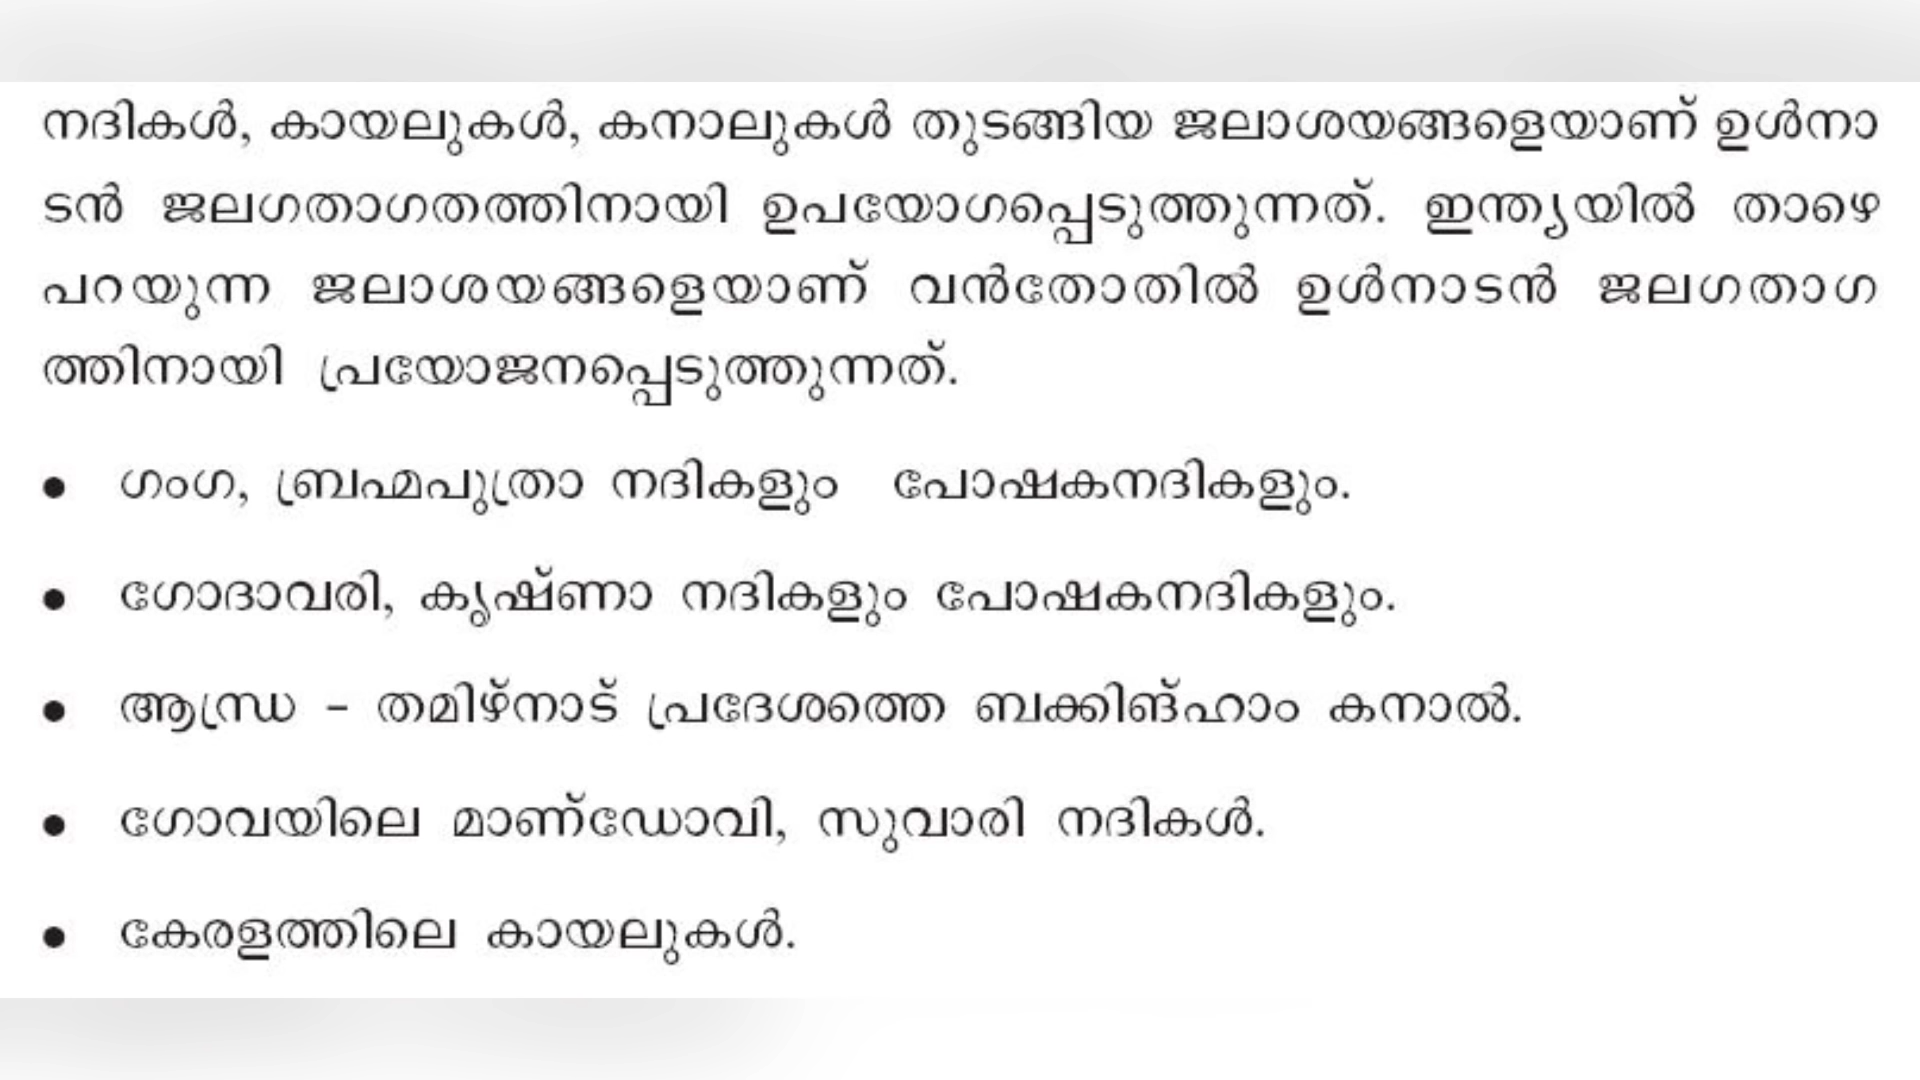 നദികൾ, കായലുകൾ, കനാലുകൾ തുടങ്ങിയ ജലാശയങ്ങളെയാണ് ഉൾനാ
ടൻ ജലഗതാഗതത്തിനായി ഉപയോഗപ്പെടുത്തുന്നത്. ഇന്ത്യയിൽ താഴെ
പറയുന്ന ജലാശയങ്ങളെയാണ് വൻതോതിൽ ഉൾനാടൻ ജലഗതാഗ
ത്തിനായി പ്രയോജനപ്പെടുത്തുന്നത്.
• ഗംഗ, ബ്രഹ്മപുത്രാ നദികളും പോഷകനദികളും.
• ഗോദാവരി, കൃഷ്ണാ നദികളും പോഷകനദികളും.
• ആന്ധ്ര - തമിഴ്നാട് പ്രദേശത്തെ ബക്കിങ്ഹാം കനാൽ.
• ഗോവയിലെ മാണ്ഡോവി, സുവാരി നദികൾ.
• കേരളത്തിലെ കായലുകൾ.